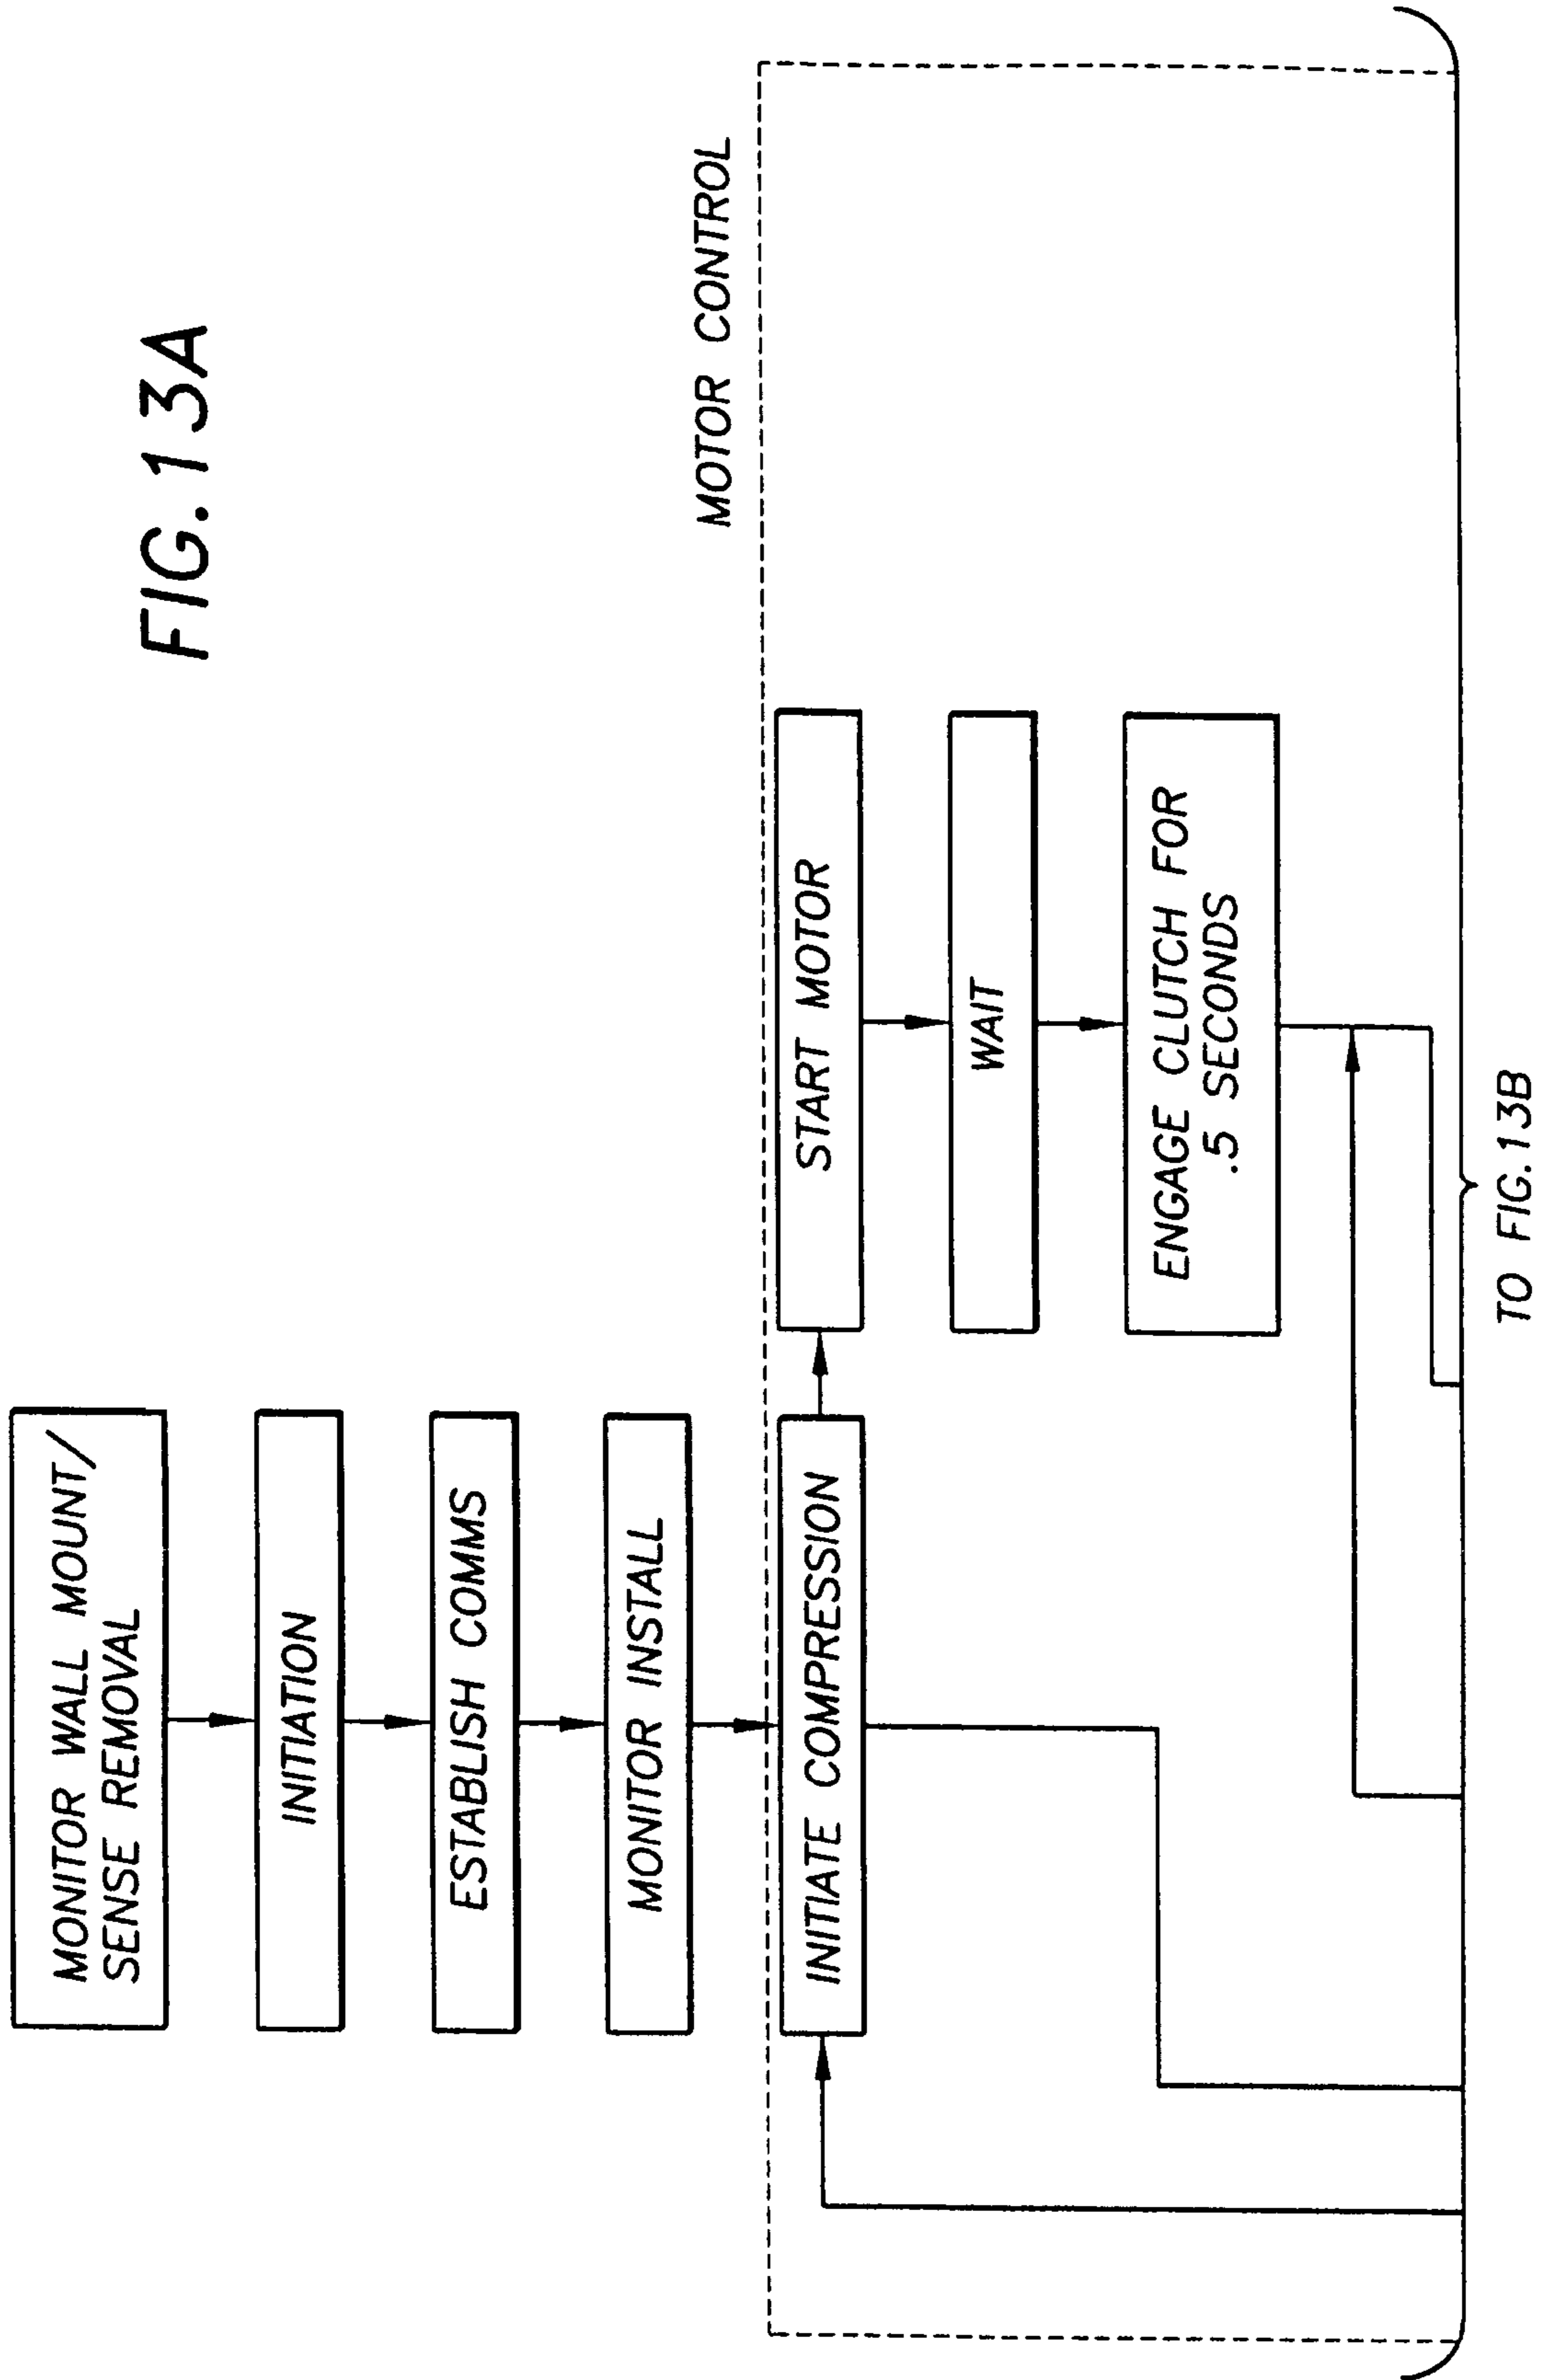 FIG.13A
MONITOR WALL MOUNT/
SENSE REMOVAL
INITIATION
ESTABLISH COMMS
MONITOR INSTALL
MOTOR CONTROL
INITIATE COMPRESSION
START MOTOR
WAIT
ENGAGE CLUTCH FOR
.5 SECONDS
TO FIG.13B